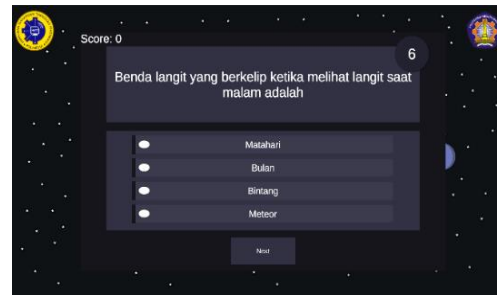 Score: 0
6
Benda langit yang berkelip ketika melihat langit saat
malam adalah
Matahari
Bulan
Bintang
Meteor
Next